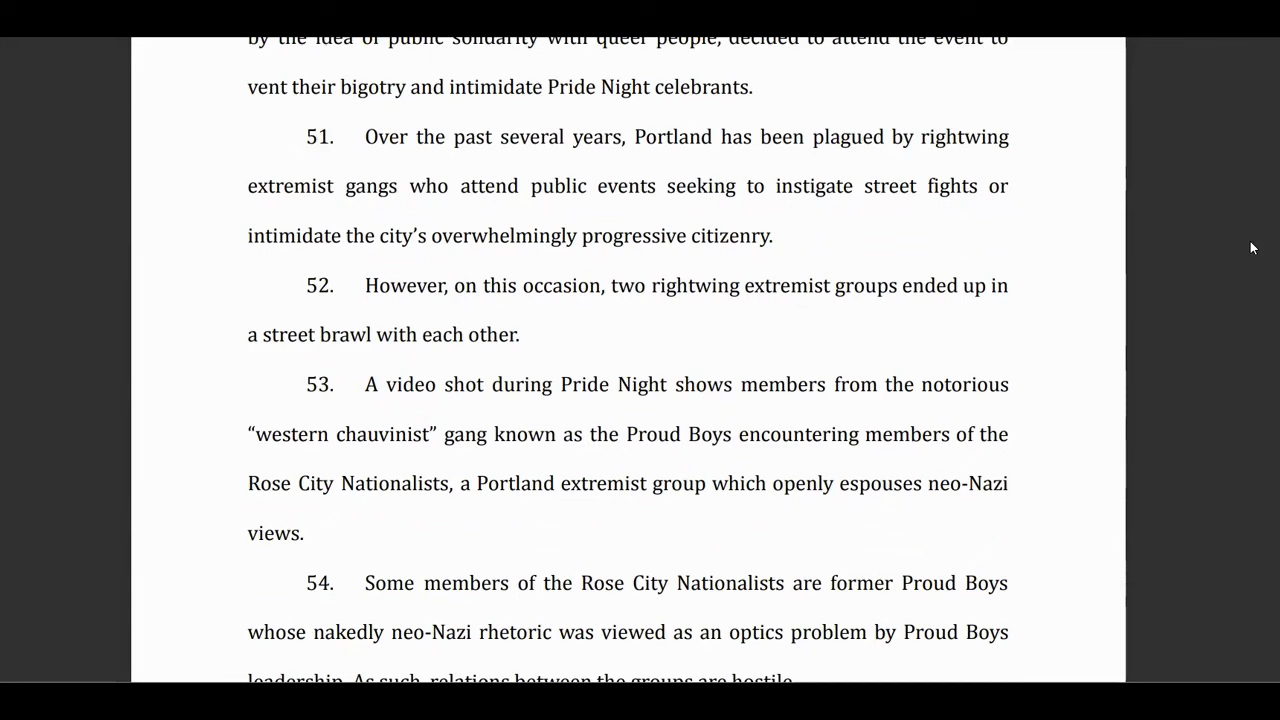 by the idea of public solidarity with queer people, decided to attend the event to
vent their bigotry and intimidate Pride Night celebrants.
51. Over the past several years, Portland has been plagued by rightwing
extremist gangs who attend public events seeking to instigate street fights or
intimidate the city’s overwhelmingly progressive citizenry.
52. However, on this occasion, two rightwing extremist groups ended up in
a street brawl with each other.
53. A video shot during Pride Night shows members from the notorious
“western chauvinist” gang known as the Proud Boys encountering members of the
Rose City Nationalists, a Portland extremist group which openly espouses neo-Nazi
views.
54. Some members of the Rose City Nationalists are former Proud Boys
whose nakedly neo-Nazi rhetoric was viewed as an optics problem by Proud Boys
leadership. As such, relations between the groups are hostile.